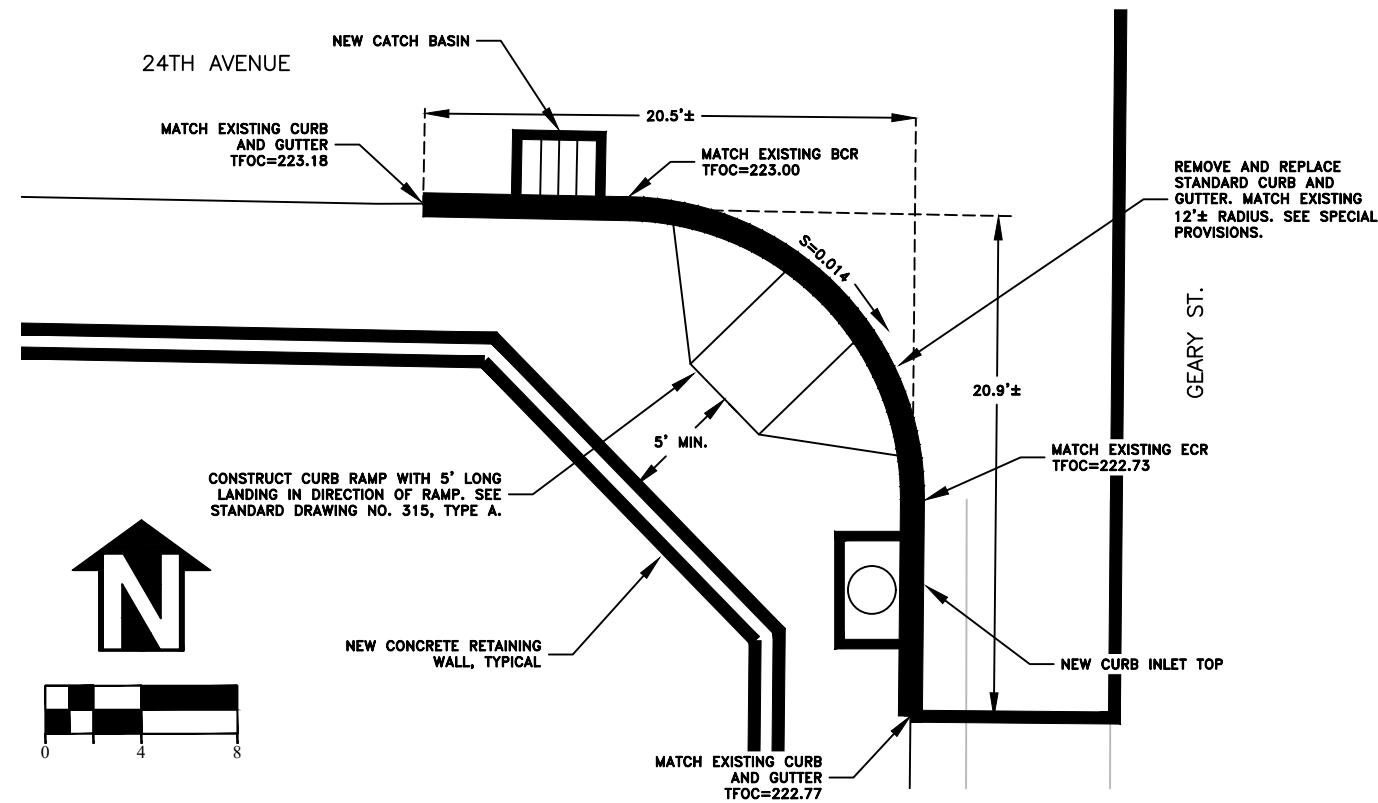 24TH AVENUE
NEW CATCH BASIN
MATCH EXISTING CURB
AND GUTTER
TFOC=223.18
20.5'±
MATCH EXISTING BCR
TFOC=223.00
REMOVE AND REPLACE
STANDARD CURB AND
GUTTER. MATCH EXISTING
12'± RADIUS. SEE SPECIAL
PROVISIONS.
S=0.014
GEARY ST.
20.9'±
5' MIN.
MATCH EXISTING ECR
TFOC=222.73
CONSTRUCT CURB RAMP WITH 5' LONG
LANDING IN DIRECTION OF RAMP. SEE
STANDARD DRAWING NO. 315, TYPE A.
N
NEW CONCRETE RETAINING
WALL, TYPICAL
NEW CURB INLET TOP
0 4 8
MATCH EXISTING CURB
AND GUTTER
TFOC=222.77